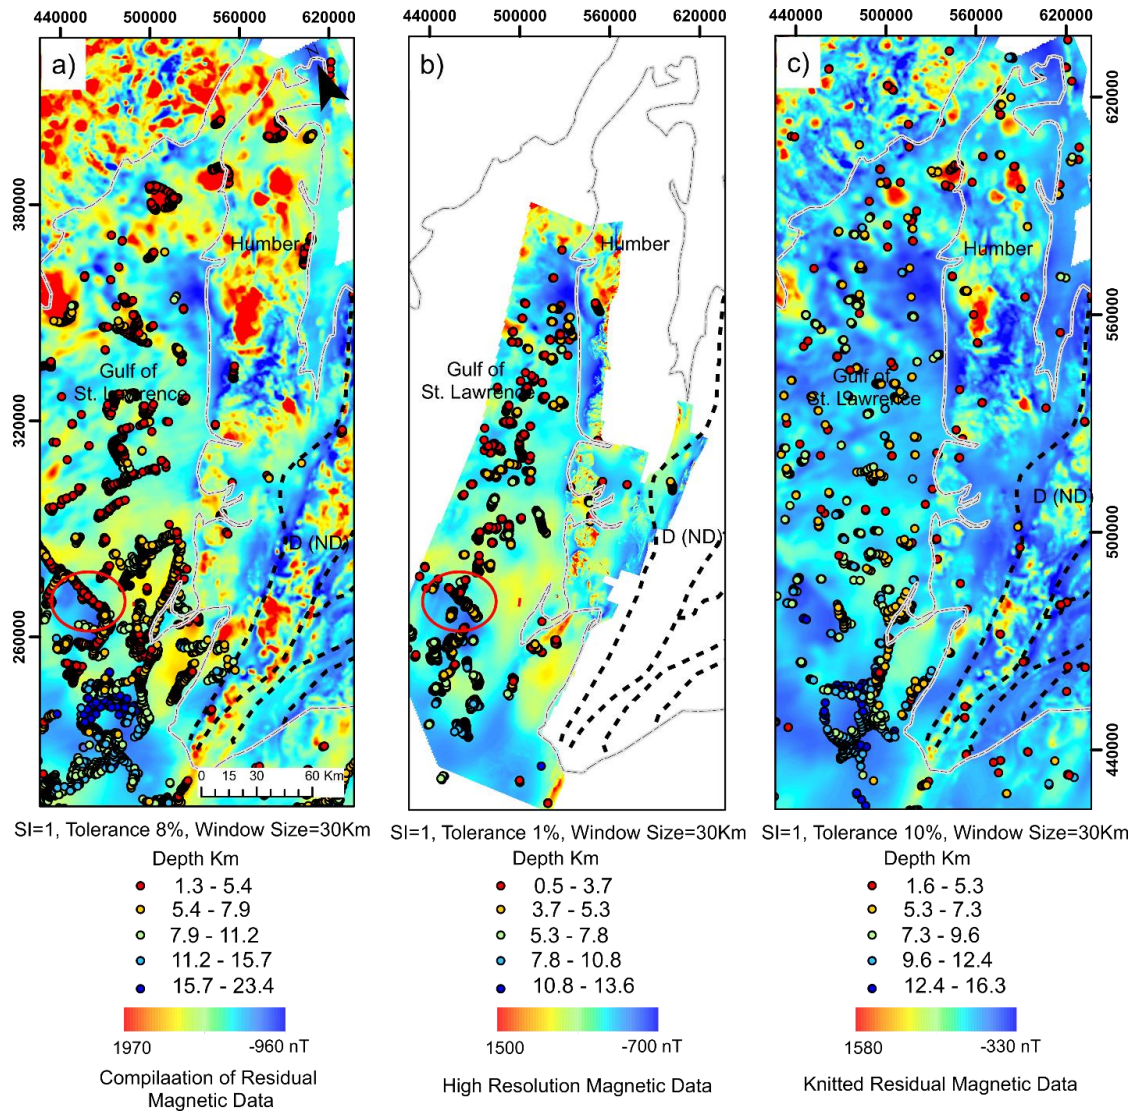 440000 500000 560000 620000
440000 500000 560000 620000
440000 500000 560000 620000
a)
N
b)
c)
620000
380000
Humber
Humber
Humber
560000
Gulf of
St. Lawrence
Gulf of
St. Lawrence
Gulf of
St. Lawrence
320000
D (ND)
D (ND)
D (ND)
500000
260000
440000
0 15 30 60 Km
SI=1, Tolerance 8%, Window Size=30Km
Depth Km
1.3 - 5.4
5.4 - 7.9
7.9 - 11.2
11.2 - 15.7
15.7 - 23.4
1970 -960 nT
Compilaation of Residual
Magnetic Data
SI=1, Tolerance 1%, Window Size=30Km
Depth Km
0.5 - 3.7
3.7 - 5.3
5.3 - 7.8
7.8 - 10.8
10.8 - 13.6
1500 -700 nT
High Resolution Magnetic Data
SI=1, Tolerance 10%, Window Size=30Km
Depth Km
1.6 - 5.3
5.3 - 7.3
7.3 - 9.6
9.6 - 12.4
12.4 - 16.3
1580 -330 nT
Knitted Residual Magnetic Data